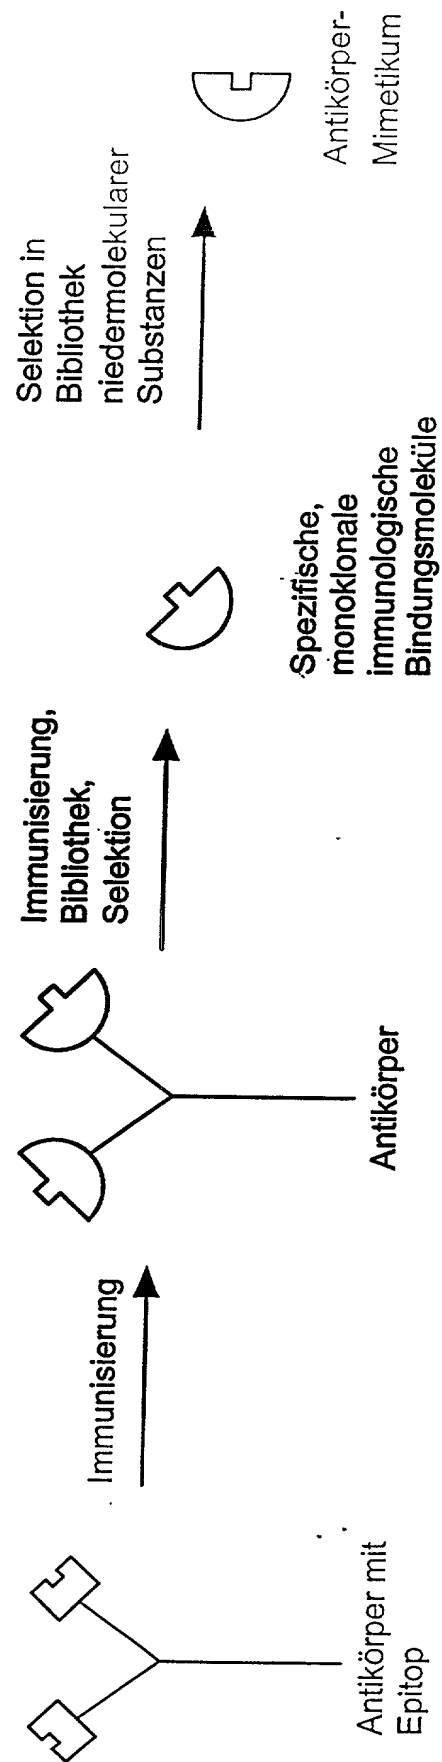 Antikörper mit
Epitop
Immunisierung
Antikörper
Immunisierung,
Bibliothek,
Selektion
Spezifische,
monoklonale
immunologische
Bindungsmoleküle
Selektion in
Bibliothek
niedermolekularer
Substanzen
Antikörper-
Mimetikum